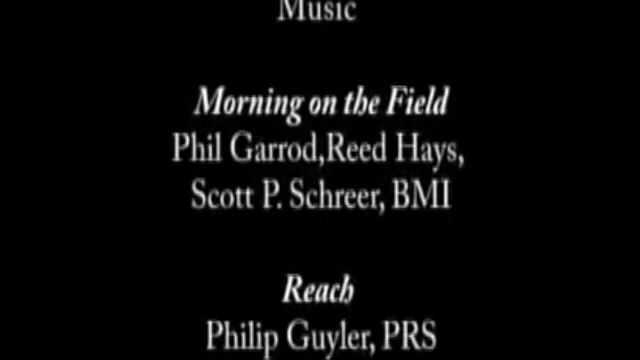 Music
Morning on the Field
Phil Garrod,Reed Hays,
Scott P. Schreer, BMI
Reach
Philip Guyler, PRS